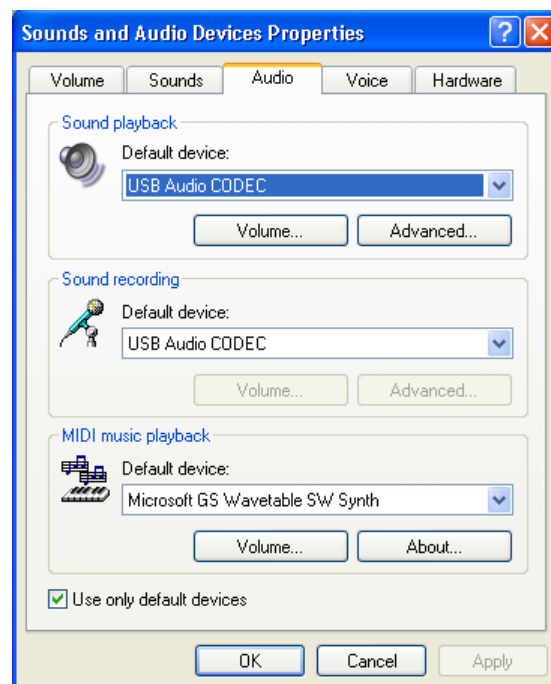 Sounds and Audio Devices Properties
Volume Sounds Audio Voice Hardware
Sound playback
Default device:
USB Audio CODEC
Volume... Advanced...
Sound recording
Default device:
USB Audio CODEC
Volume... Advanced...
MIDI music playback
Default device:
Microsoft GS Wavetable SW Synth
Volume... About...
Use only default devices
OK Cancel Apply